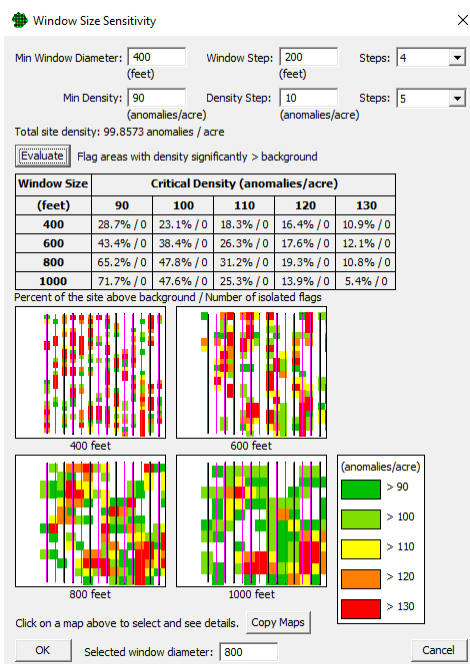 Window Size Sensitivity
Min Window Diameter: 400 Window Step: 200 Steps: 4
(feet) (feet)
Min Density: 90 Density Step: 10 Steps: 5
(anomalies/acre) (anomalies/acre)
Total site density: 99.8573 anomalies / acre
Evaluate Flag areas with density significantly > background
Window Size Critical Density (anomalies/acre)
(feet) 90 100 110 120 130
400 28.7% / 0 23.1% / 0 18.3% / 0 16.4% / 0 10.9% / 0
600 43.4% / 0 38.4% / 0 26.3% / 0 17.6% / 0 12.1% / 0
800 65.2% / 0 47.8% / 0 31.2% / 0 19.3% / 0 10.8% / 0
1000 71.7% / 0 47.6% / 0 25.3% / 0 13.9% / 0 5.4% / 0
Percent of the site above background / Number of isolated flags
400 feet 600 feet
800 feet 1000 feet
(anomalies/acre)
> 90
> 100
> 110
> 120
> 130
Click on a map above to select and see details. Copy Maps
OK Selected window diameter: 800 Cancel